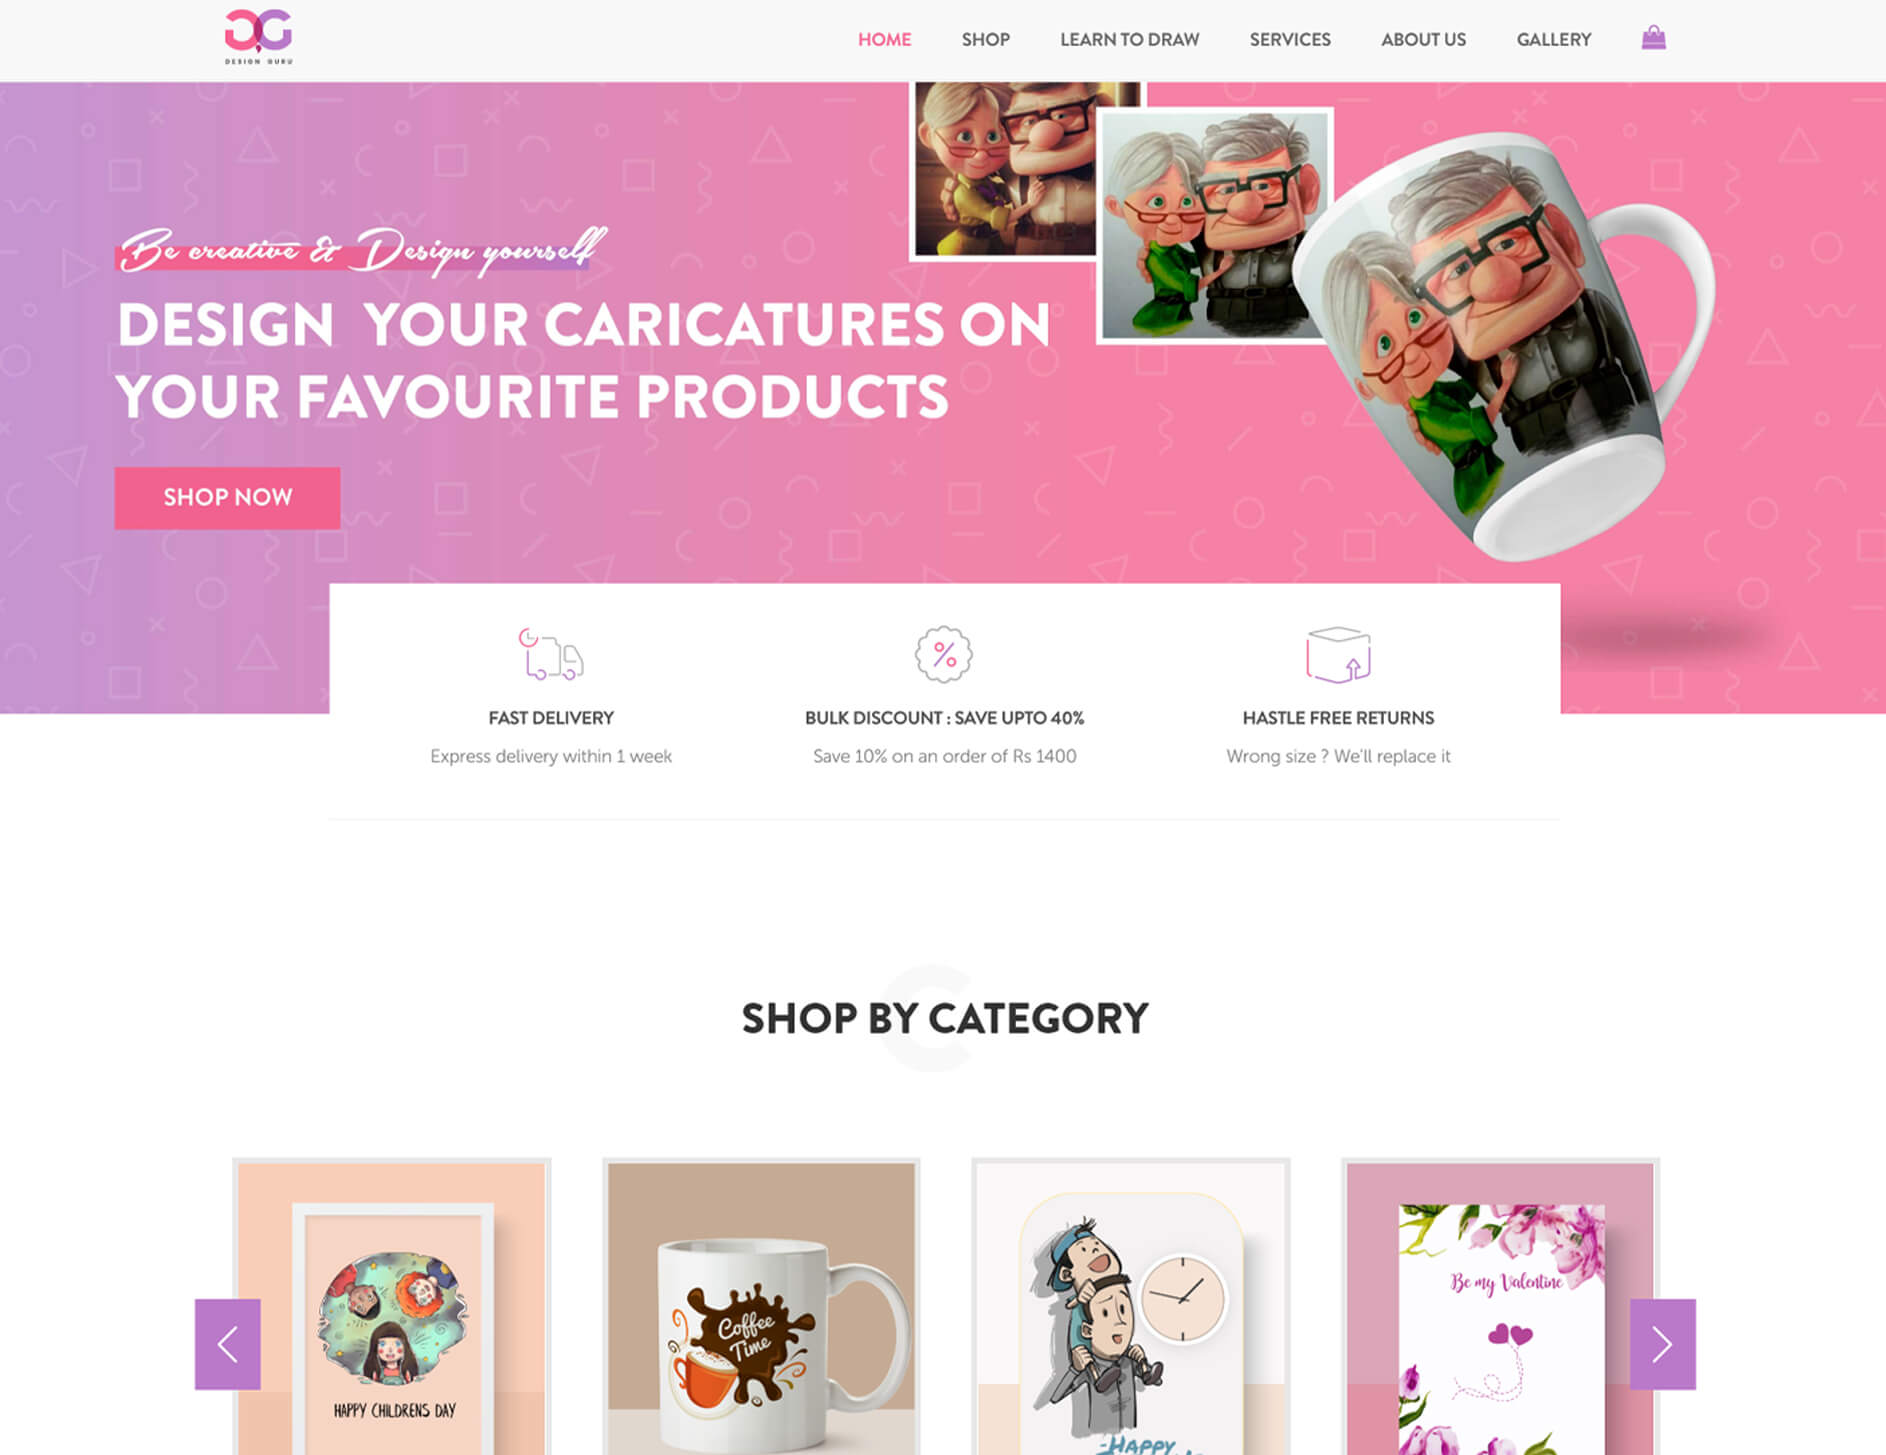 DESIGN GURU
HOME SHOP LEARN TO DRAW SERVICES ABOUT US GALLERY
Be creative & Design yourself
DESIGN YOUR CARICATURES ON
YOUR FAVOURITE PRODUCTS
SHOP NOW
FAST DELIVERY
Express delivery within 1 week
BULK DISCOUNT : SAVE UPTO 40%
Save 10% on an order of Rs 1400
HASTLE FREE RETURNS
Wrong size ? We'll replace it
C
SHOP BY CATEGORY
HAPPY CHILDRENS DAY
Coffee
Time
HAPPY
Be my Valentine